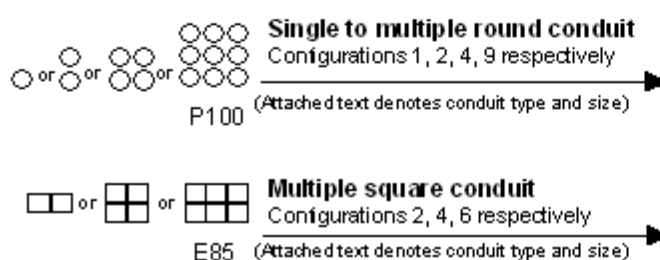 Single to multiple round conduit
or or or Configurations 1, 2, 4, 9 respectively
P100 (Attached text denotes conduit type and size)
Multiple square conduit
or or Configurations 2, 4, 6 respectively
E85 (Attached text denotes conduit type and size)